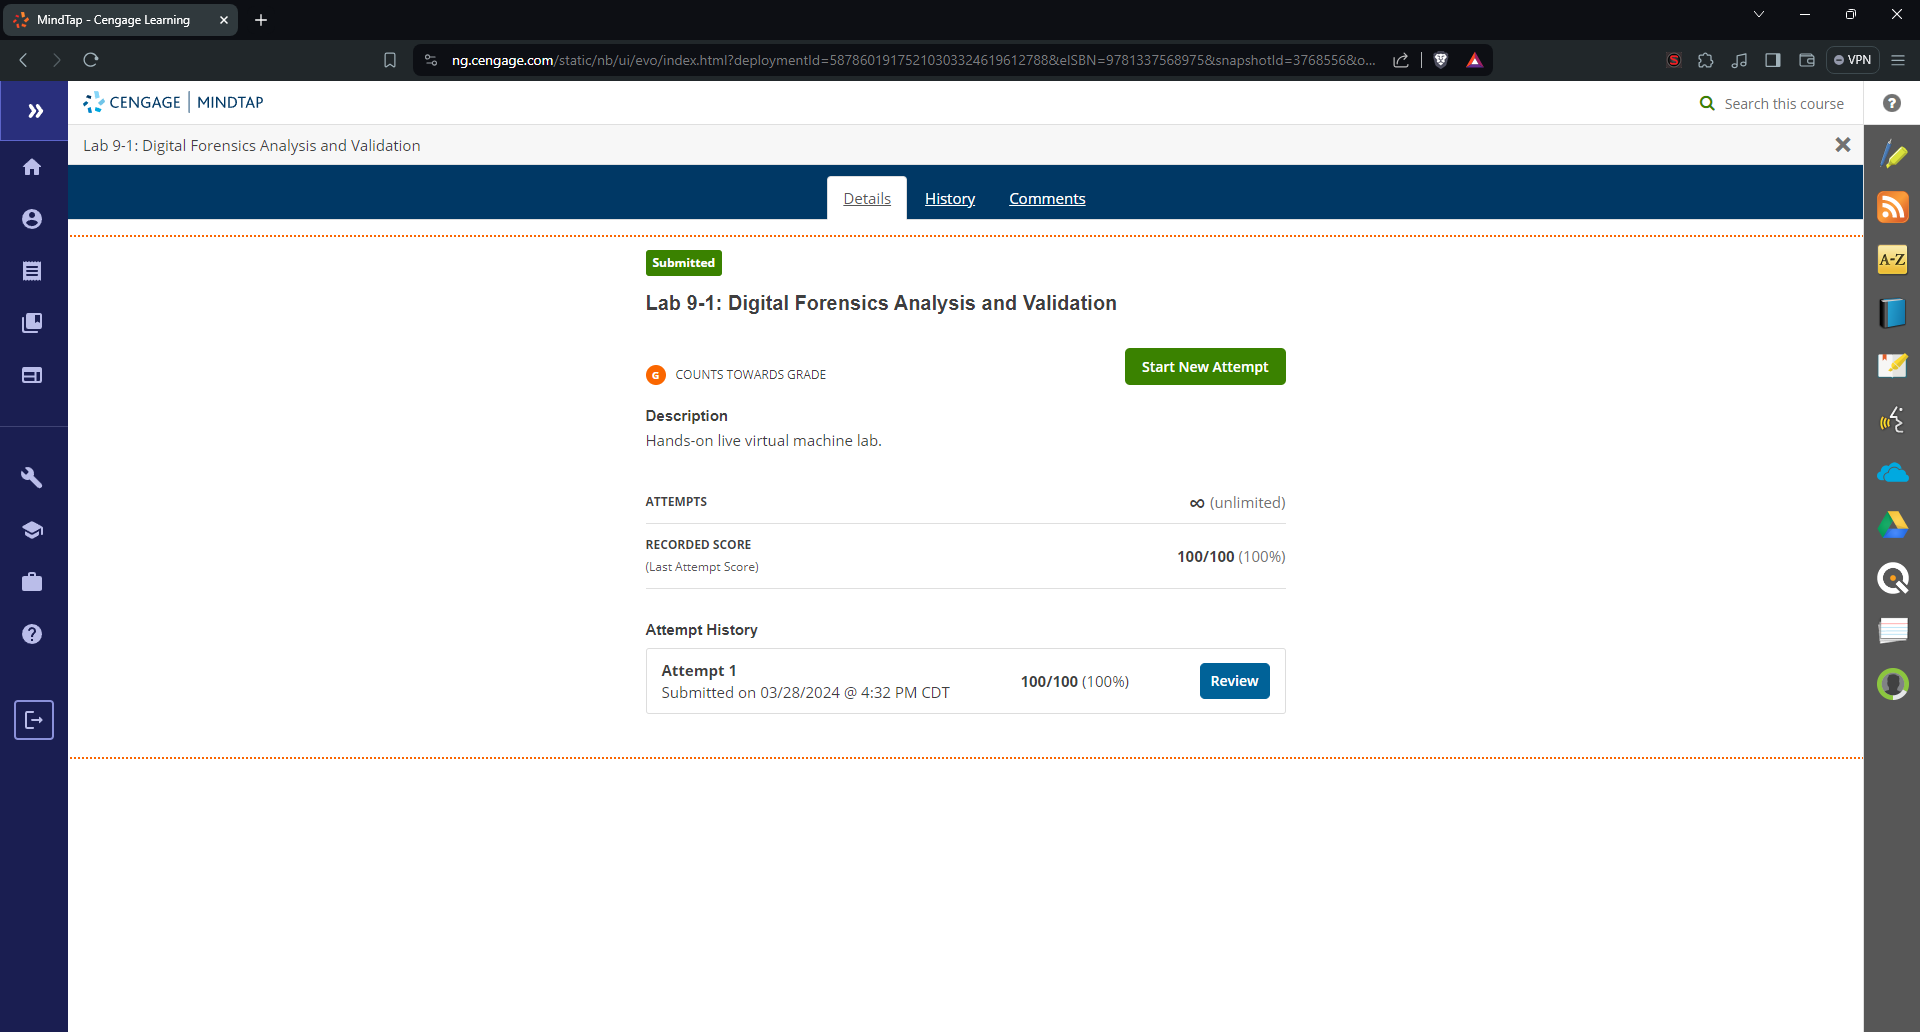 MindTap - Cengage Learning
ng.cengage.com/static/nb/ui/evo/index.html?deploymentId=5878601917521030332461961278​8&eISBN=9781337568975&snapshotId=3768556&o...
VPN
CENGAGE | MINDTAP
Search this course
Lab 9-1: Digital Forensics Analysis and Validation
Details
History
Comments
Submitted
Lab 9-1: Digital Forensics Analysis and Validation
G COUNTS TOWARDS GRADE
Start New Attempt
Description
Hands-on live virtual machine lab.
ATTEMPTS
∞ (unlimited)
RECORDED SCORE
(Last Attempt Score)
100/100 (100%)
Attempt History
Attempt 1
Submitted on 03/28/2024 @ 4:32 PM CDT
100/100 (100%)
Review
A-Z